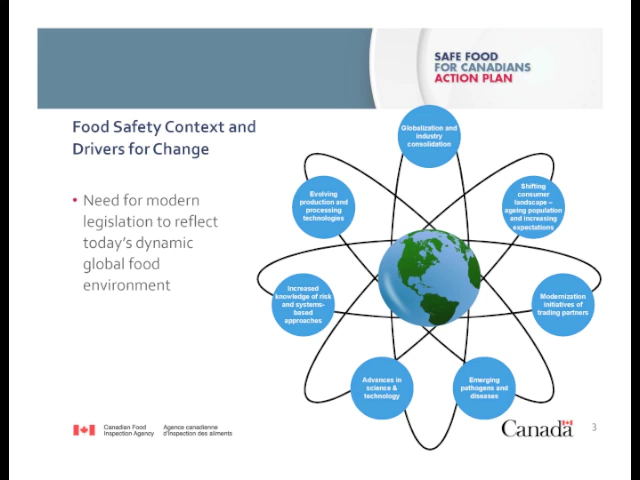 SAFE FOOD
FOR CANADIANS
ACTION PLAN
Food Safety Context and
Drivers for Change
• Need for modern
legislation to reflect
today's dynamic
global food
environment
Globalization and
industry
consolidation
Evolving
production and
processing
technologies
Shifting
consumer
landscape –
ageing population
and increasing
expectations
Increased
knowledge of risk
and systems-
based
approaches
Modernization
initiatives of
trading partners
Advances in
science &
technology
Emerging
pathogens and
diseases
Canadian Food
Inspection Agency
Agence canadienne
d'inspection des aliments
Canada
3